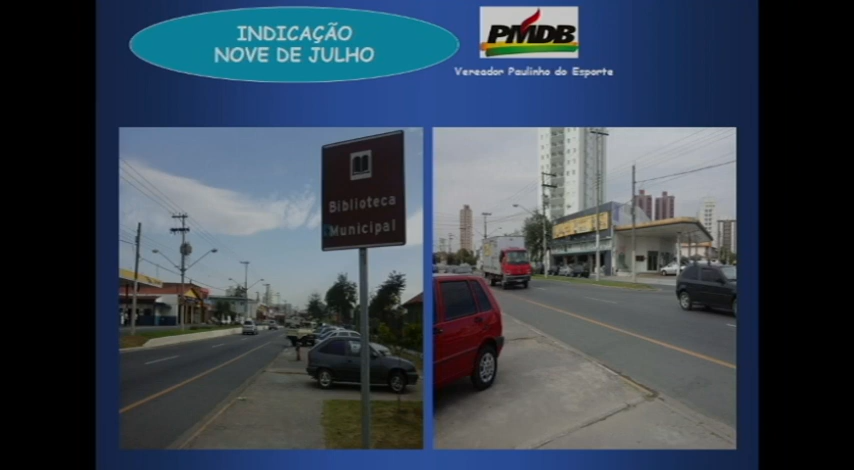 INDICAÇÃO
NOVE DE JULHO
PMDB
Vereador Paulinho do Esporte
Biblioteca
Municipal